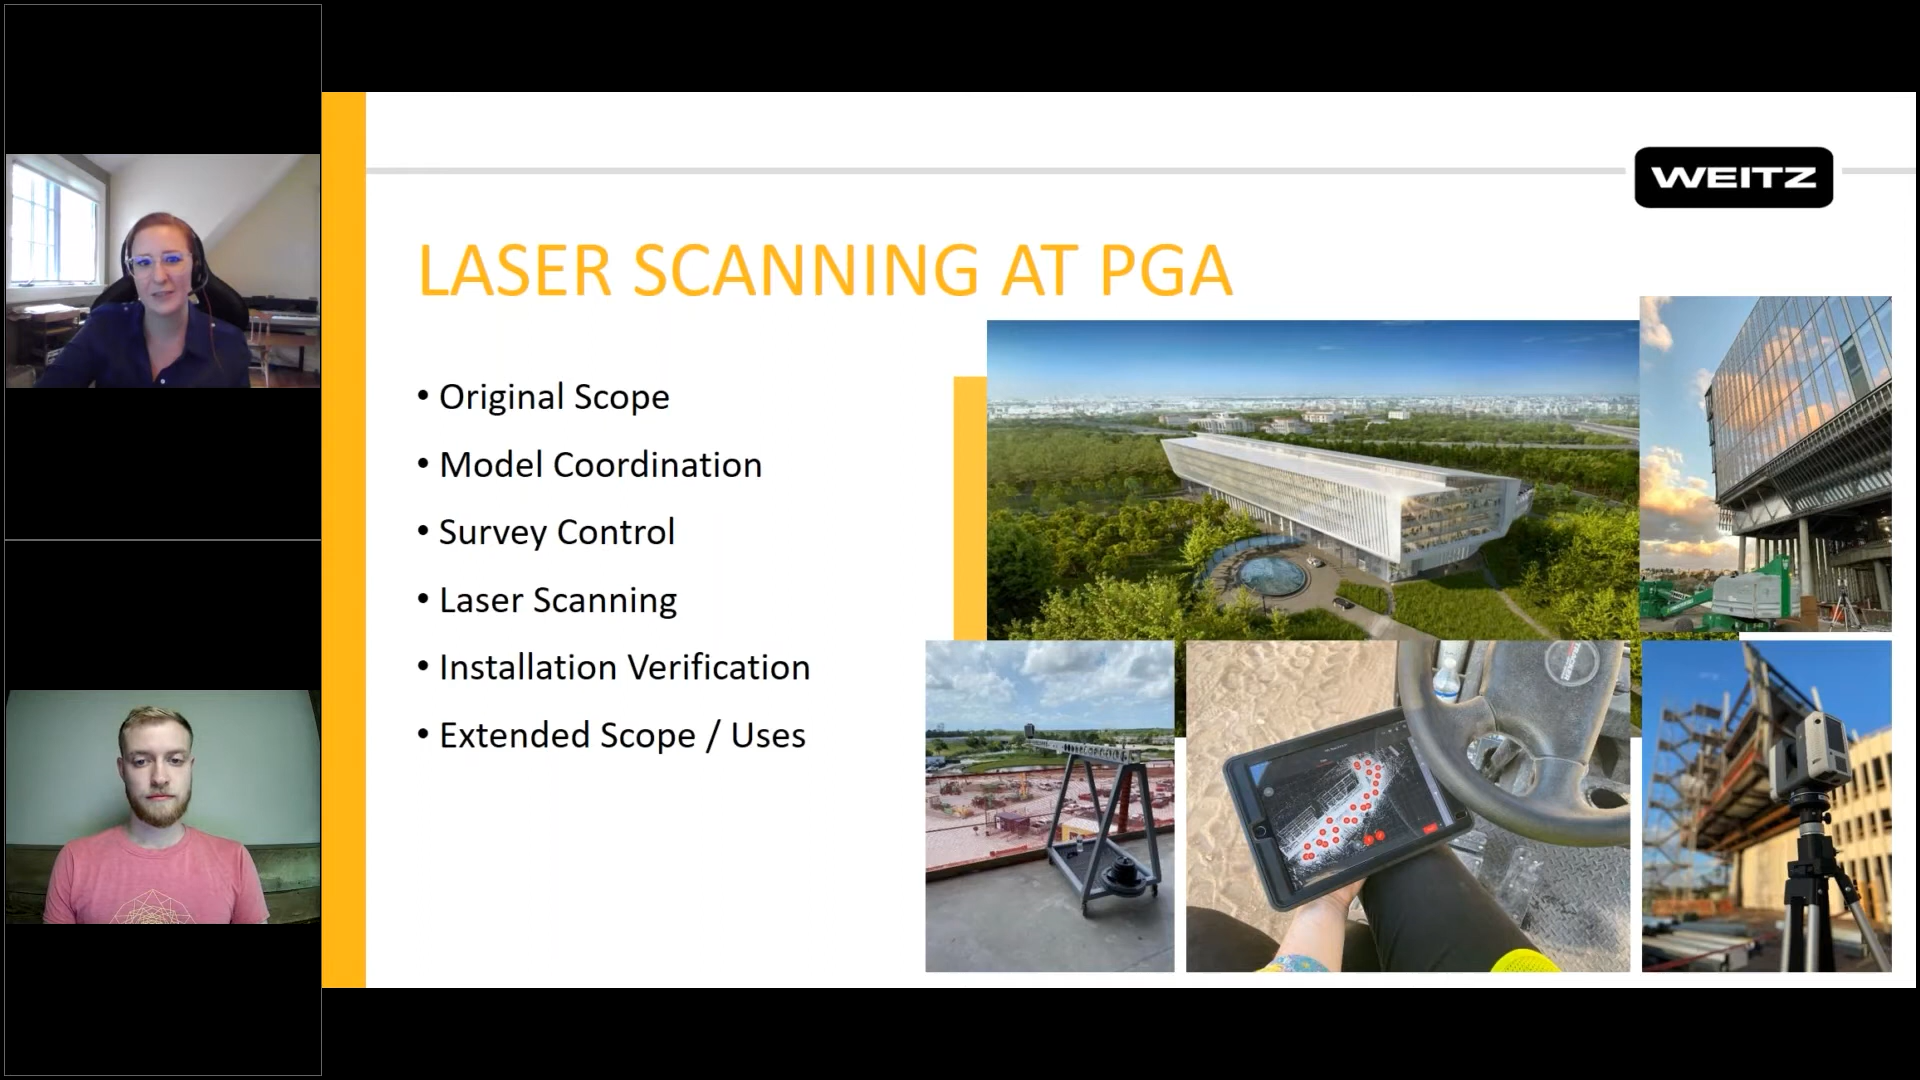 WEITZ
LASER SCANNING AT PGA
• Original Scope
• Model Coordination
• Survey Control
• Laser Scanning
• Installation Verification
• Extended Scope / Uses